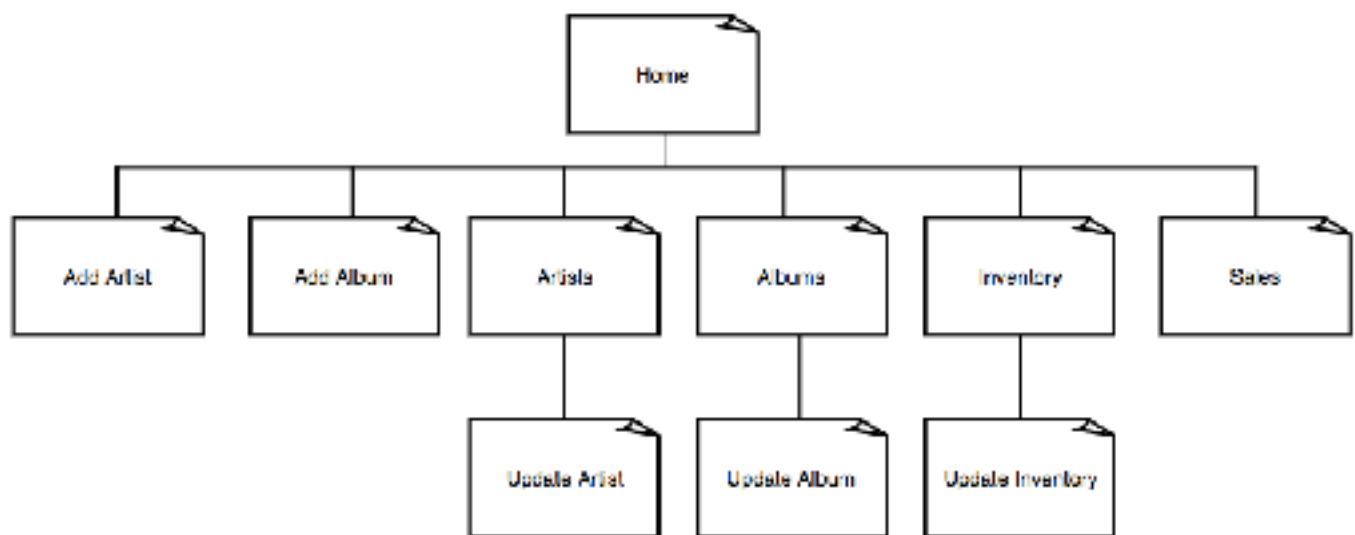 Home
Add Artist
Add Album
Artists
Albums
Inventory
Sales
Update Artist
Update Album
Update Inventory